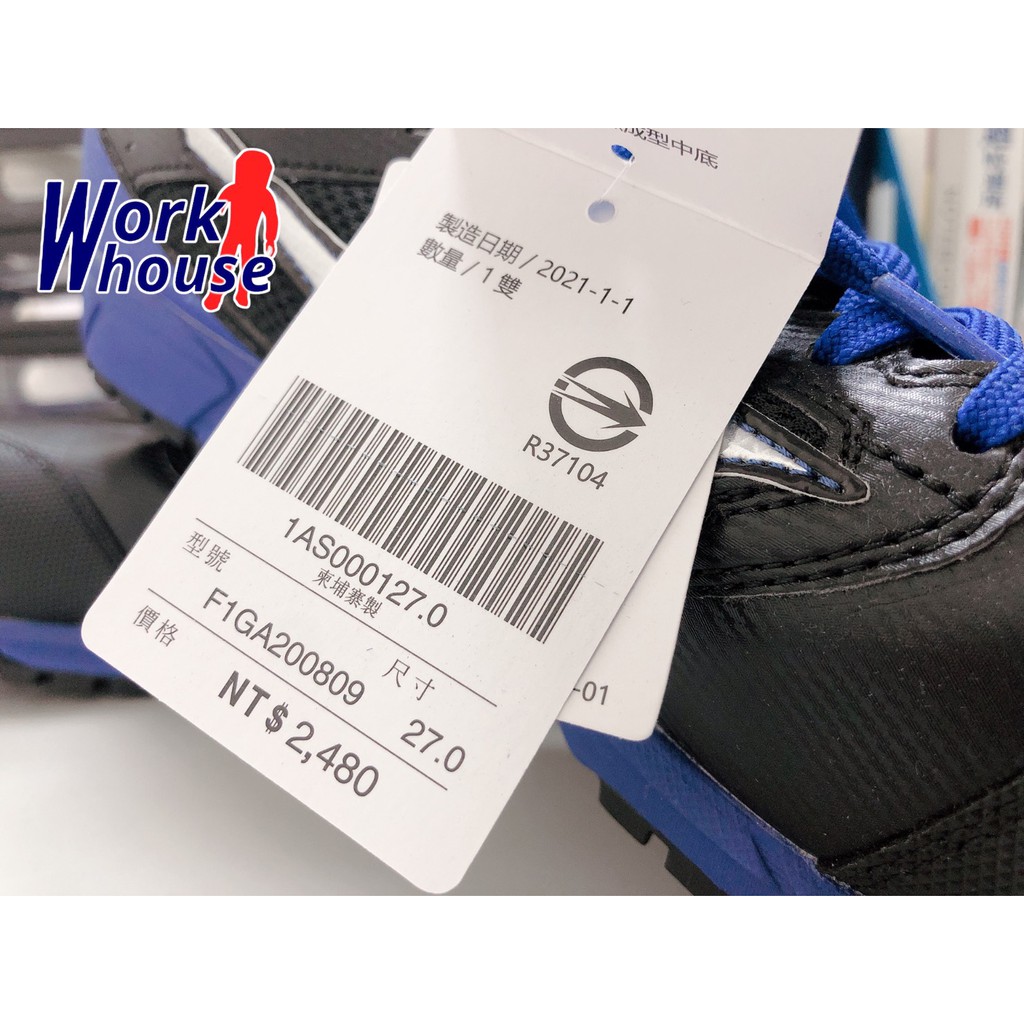 Work
house
成型中底
製造日期 / 2021-1-1
數量 / 1 雙
R37104
1AS000127.0
柬埔寨製
型號 尺寸
F1GA200809 27.0
價格
NT$2,480
-01